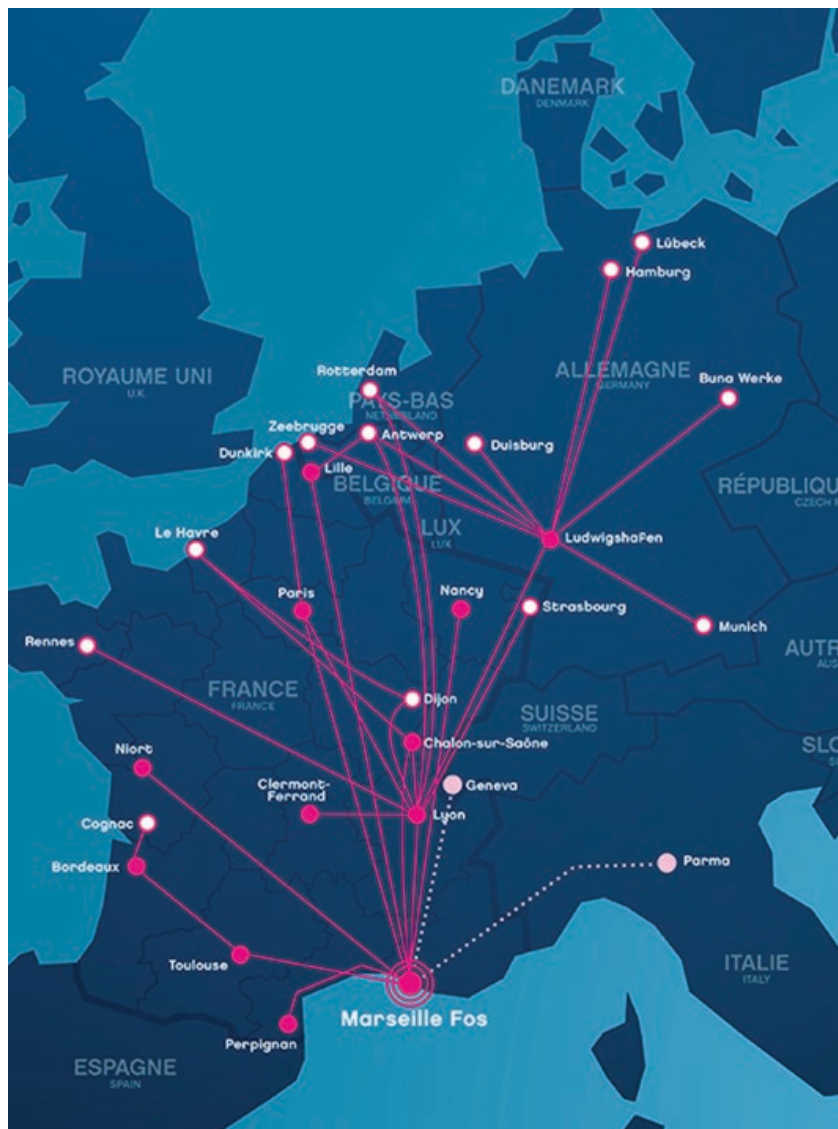 DANEMARK
DENMARK
Lübeck
Hamburg
ROYAUME UNI
U.K.
ALLEMAGNE
GERMANY
Rotterdam
Buna Werke
PAYS-BAS
NETHERLAND
Zeebrugge
Antwerp
Dunkirk
Duisburg
Lille
BELGIQUE
BELGIUM
RÉPUBLIQU
CZECH R
LUX
LUX
Le Havre
Ludwigshafen
Paris
Nancy
Strasbourg
Munich
Rennes
AUTR
AUS
FRANCE
FRANCE
Dijon
SUISSE
SWITZERLAND
Chalon-sur-Saône
Niort
SLO
Clermont-
Ferrand
Geneva
Lyon
Cognac
Bordeaux
Parma
Toulouse
ITALIE
ITALY
Marseille Fos
Perpignan
ESPAGNE
SPAIN